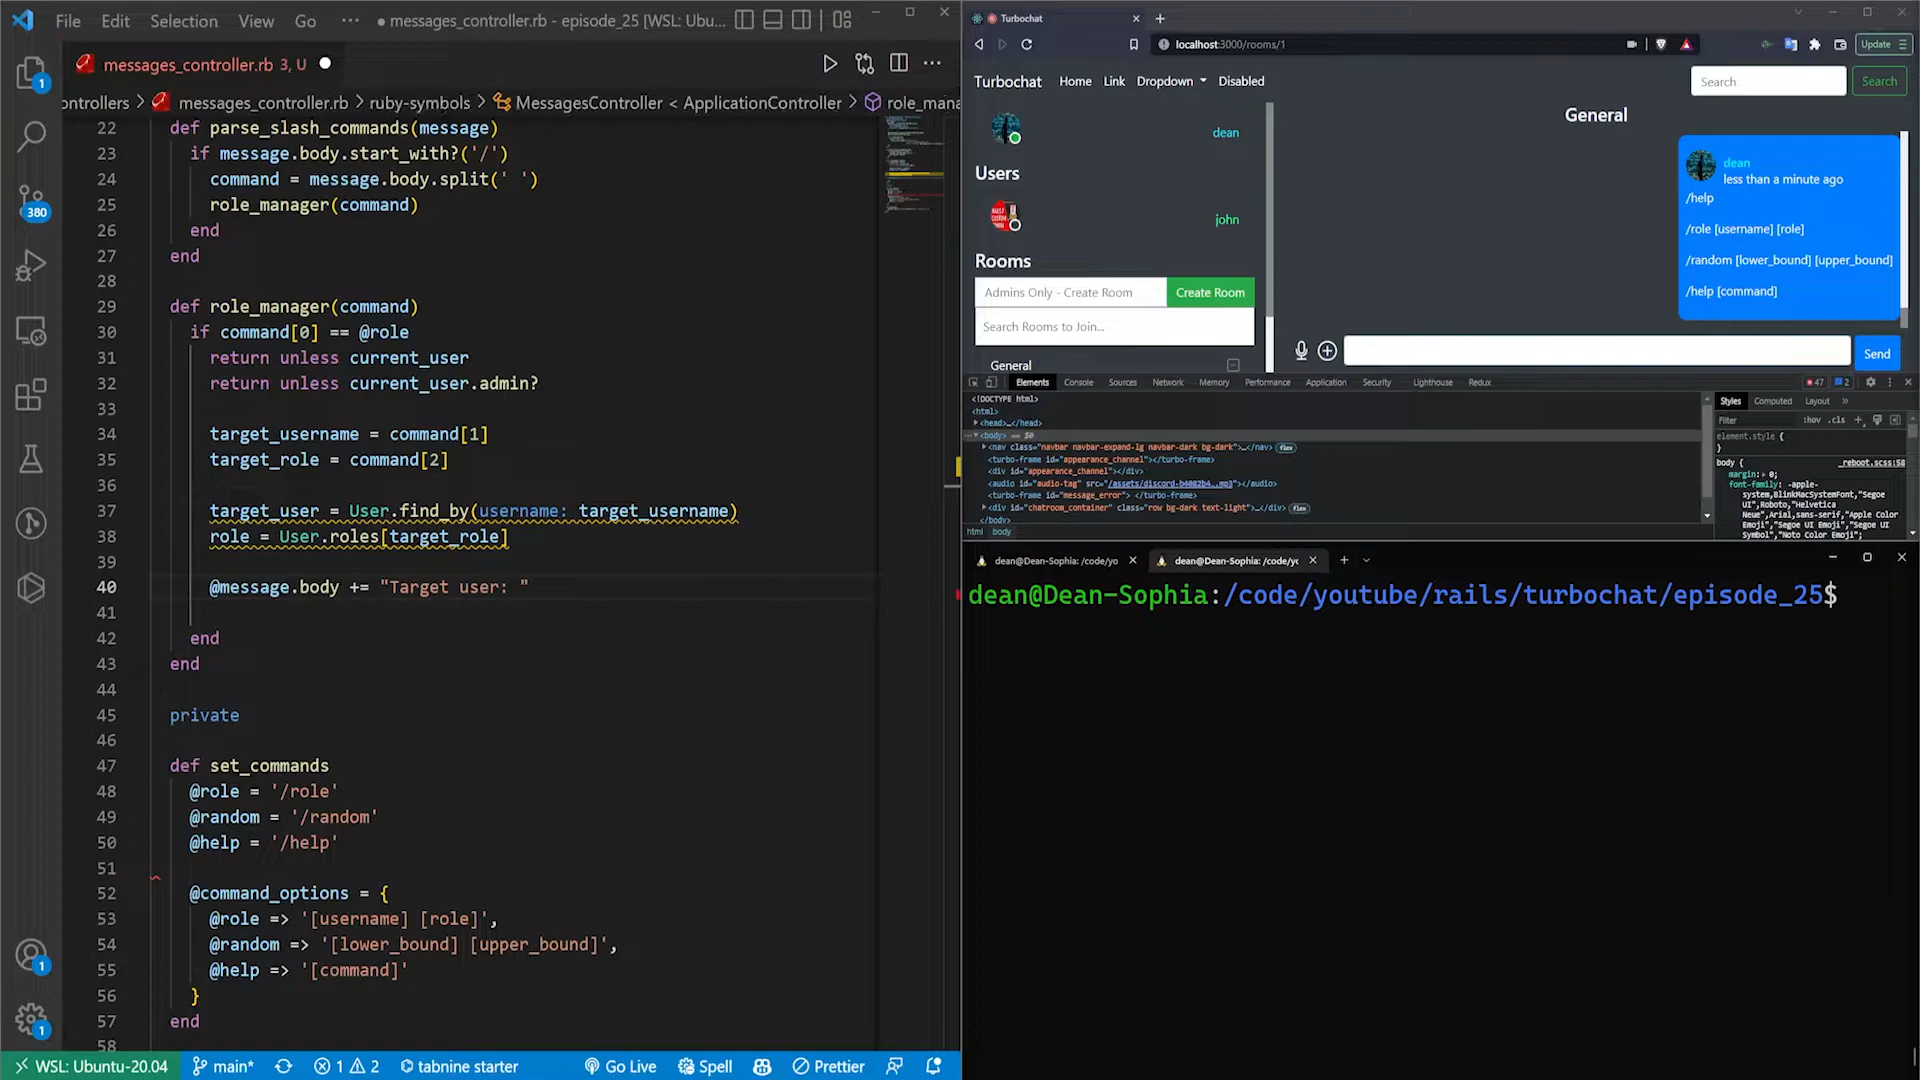 File Edit Selection View Go ··· ● messages_controller.rb - episode_25 [WSL: Ubu...
messages_controller.rb 3, U
ontrollers > messages_controller.rb > ruby-symbols > MessagesController < ApplicationController > role_mana
22 def parse_slash_commands(message)
23 if message.body.start_with?('/')
24 command = message.body.split(' ')
25 role_manager(command)
26 end
27 end
28
29 def role_manager(command)
30 if command[0] == @role
31 return unless current_user
32 return unless current_user.admin?
33
34 target_username = command[1]
35 target_role = command[2]
36
37 target_user = User.find_by(username: target_username)
38 role = User.roles[target_role]
39
40 @message.body += "Target user: "
41
42 end
43 end
44
45 private
46
47 def set_commands
48 @role = '/role'
49 @random = '/random'
50 @help = '/help'
51
52 @command_options = {
53 @role => '[username] [role]',
54 @random => '[lower_bound] [upper_bound]',
55 @help => '[command]'
56 }
57 end
58
1
380
1
1
WSL: Ubuntu-20.04 main* 1 2 tabnine starter Go Live Spell Prettier
Turbochat
localhost:3000/rooms/1
Update
Turbochat Home Link Dropdown Disabled Search Search
dean
Users
john
Rooms
Admins Only - Create Room Create Room
Search Rooms to Join...
General
General
dean
less than a minute ago
/help
/role [username] [role]
/random [lower_bound] [upper_bound]
/help [command]
Send
Elements Console Sources Network Memory Performance Application Security Lighthouse Redux 47 2
<!DOCTYPE html>
<html>
<head>…</head>
<body> == $0
<nav class="navbar navbar-expand-lg navbar-dark bg-dark">…</nav> flex
<turbo-frame id="appearance_channel"></turbo-frame>
<div id="appearance_channel"></div>
<audio id="audio-tag" src="/assets/discord-b4082b4….mp3"></audio>
<turbo-frame id="message_error"> </turbo-frame>
<div id="chatroom_container" class="row bg-dark text-light">…</div> flex
</body>
html body
Styles Computed Layout »
Filter :hov .cls +
element.style {
body { _reboot.scss:50
margin: 0;
font-family: -apple-
system,BlinkMacSystemFont,"Segoe
UI",Roboto,"Helvetica
Neue",Arial,sans-serif,"Apple Color
Emoji","Segoe UI Emoji","Segoe UI
Symbol","Noto Color Emoji";
dean@Dean-Sophia: /code/yo dean@Dean-Sophia: /code/yo
dean@Dean-Sophia:/code/youtube/rails/turbochat/episode_25$